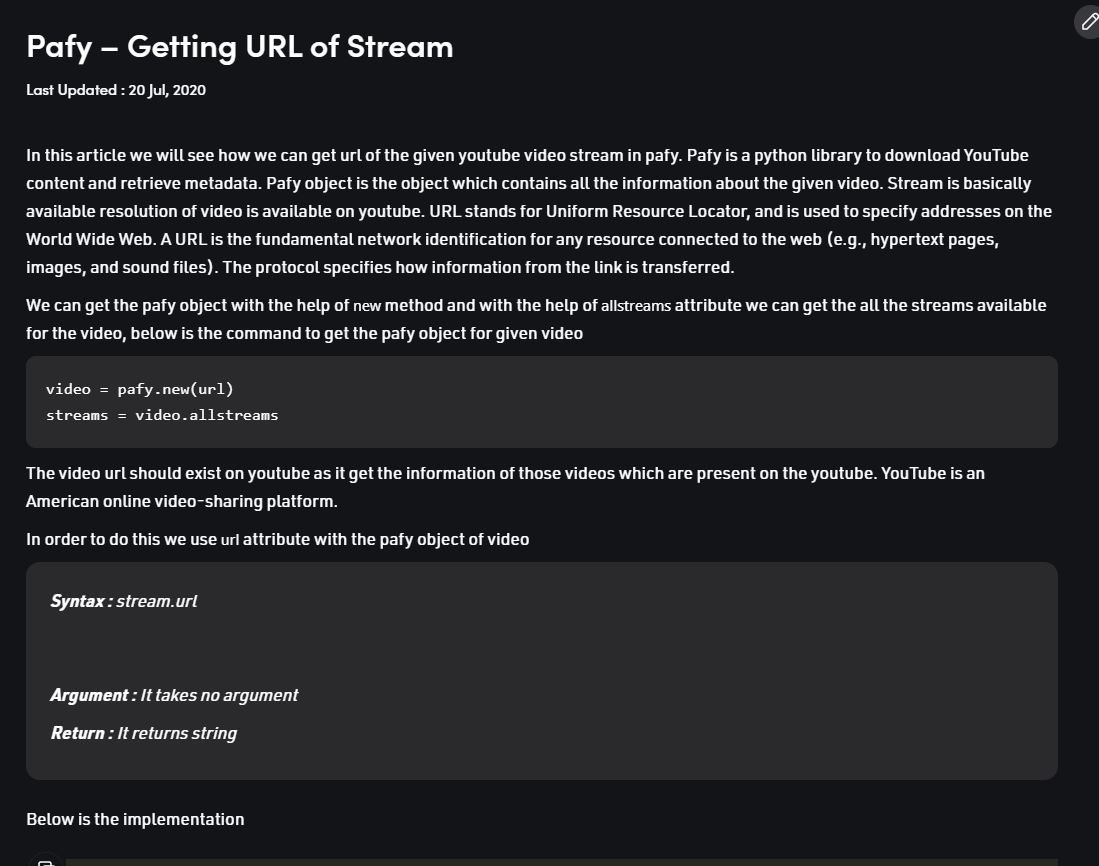 Pafy – Getting URL of Stream
Last Updated : 20 Jul, 2020
In this article we will see how we can get url of the given youtube video stream in pafy. Pafy is a python library to download YouTube
content and retrieve metadata. Pafy object is the object which contains all the information about the given video. Stream is basically
available resolution of video is available on youtube. URL stands for Uniform Resource Locator, and is used to specify addresses on the
World Wide Web. A URL is the fundamental network identification for any resource connected to the web (e.g., hypertext pages,
images, and sound files). The protocol specifies how information from the link is transferred.
We can get the pafy object with the help of new method and with the help of allstreams attribute we can get the all the streams available
for the video, below is the command to get the pafy object for given video
video = pafy.new(url)
streams = video.allstreams
The video url should exist on youtube as it get the information of those videos which are present on the youtube. YouTube is an
American online video-sharing platform.
In order to do this we use url attribute with the pafy object of video
Syntax : stream.url
Argument : It takes no argument
Return : It returns string
Below is the implementation